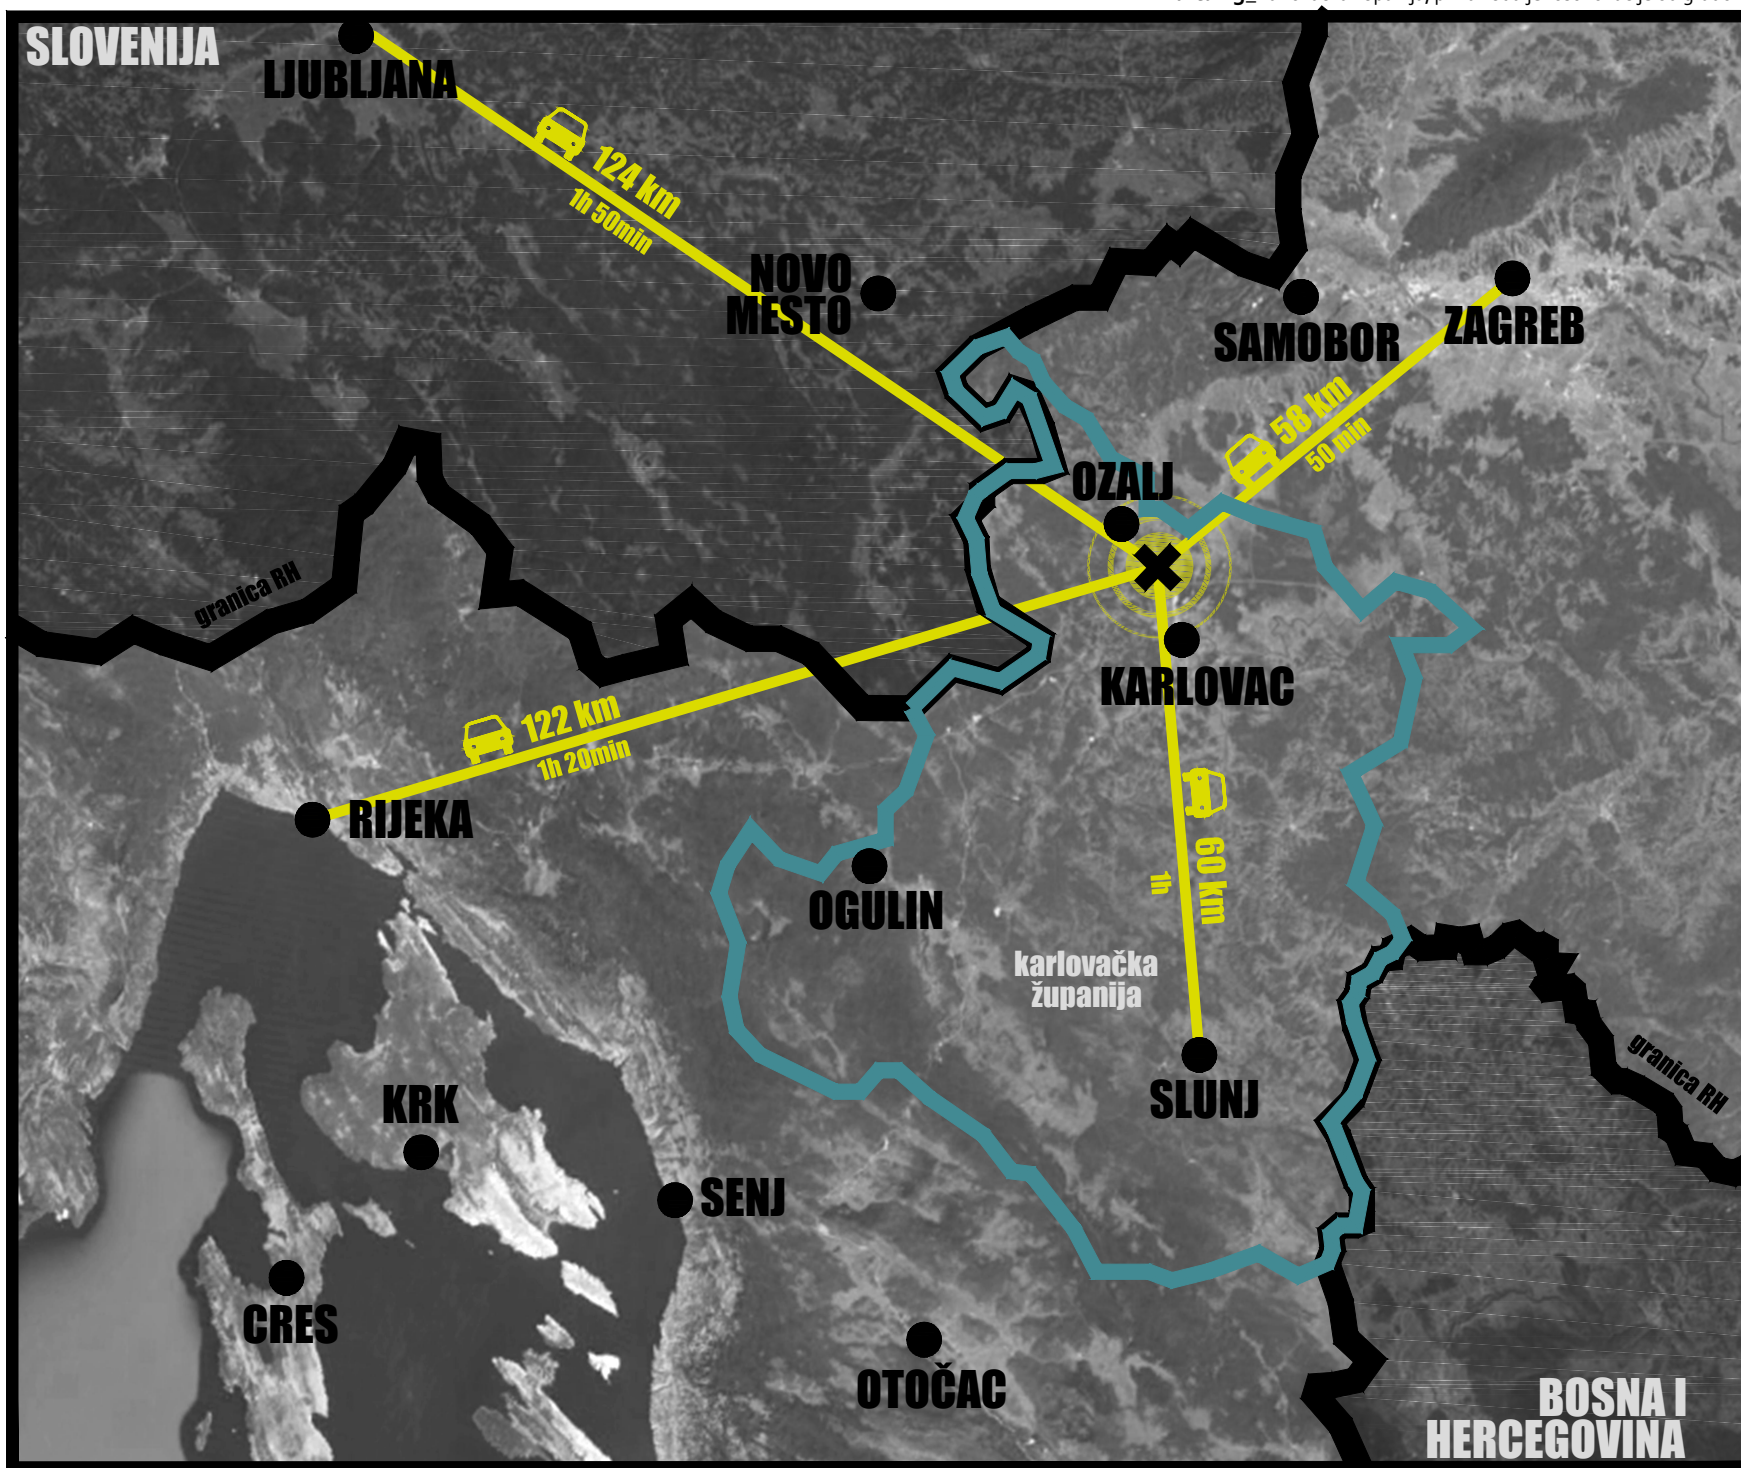 SLOVENIJA
LJUBLJANA
124 km
1h 50min
NOVO
MESTO
SAMOBOR
ZAGREB
58 km
50 min
OZALJ
granica RH
KARLOVAC
122 km
1h 20min
RIJEKA
60 km
1h
OGULIN
karlovačka
županija
granica RH
SLUNJ
KRK
SENJ
CRES
OTOČAC
BOSNA I
HERCEGOVINA